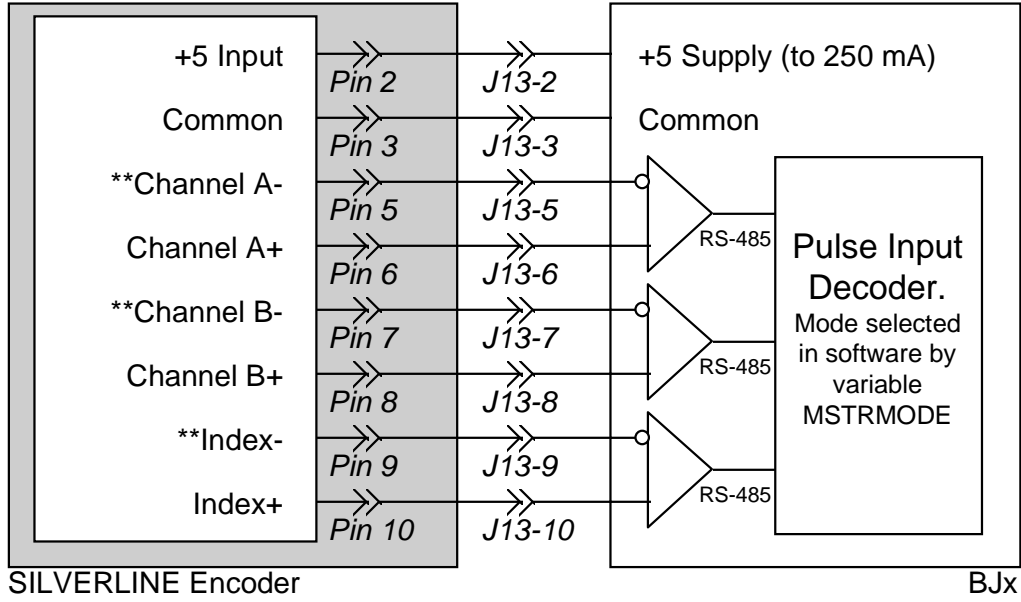 +5 Input Pin 2 J13-2 +5 Supply (to 250 mA)
Common Pin 3 J13-3 Common
**Channel A- Pin 5 J13-5
Channel A+ Pin 6 J13-6 RS-485
**Channel B- Pin 7 J13-7
Channel B+ Pin 8 J13-8 RS-485
**Index- Pin 9 J13-9
Index+ Pin 10 J13-10 RS-485
Pulse Input
Decoder.
Mode selected
in software by
variable
MSTRMODE
SILVERLINE Encoder
BJx